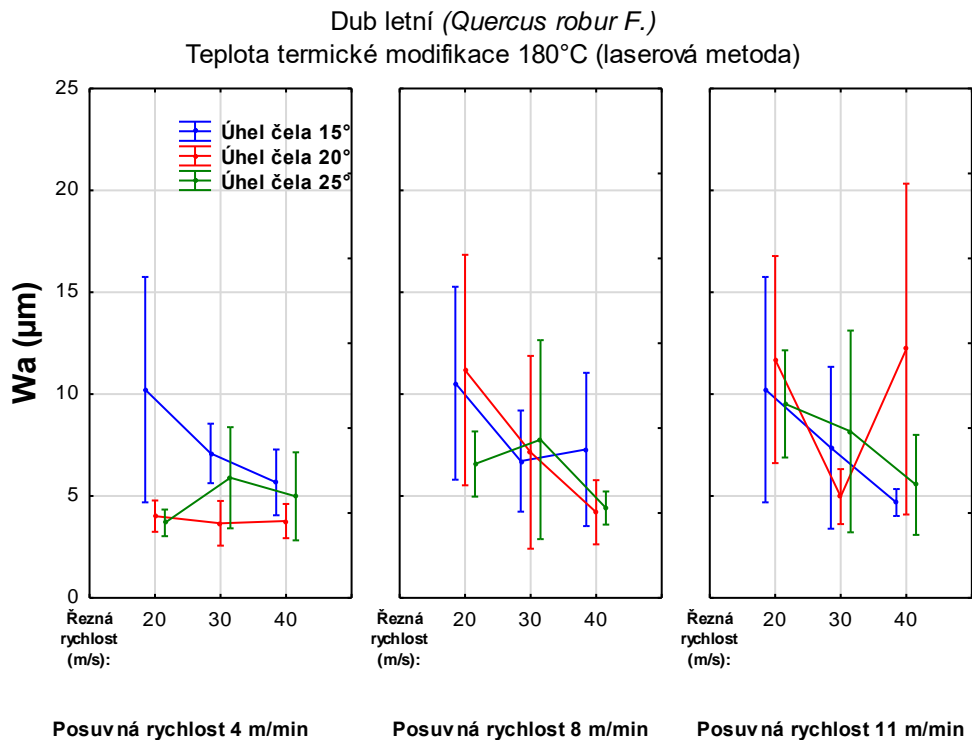 Dub letní (Quercus robur F.)
Teplota termické modifikace 180°C (laserová metoda)
Wa (µm)
25
20
15
10
5
0
Úhel čela 15°
Úhel čela 20°
Úhel čela 25°
Řezná rychlost (m/s):
20 30 40
Řezná rychlost (m/s):
20 30 40
Řezná rychlost (m/s):
20 30 40
Posuvná rychlost 4 m/min
Posuvná rychlost 8 m/min
Posuvná rychlost 11 m/min